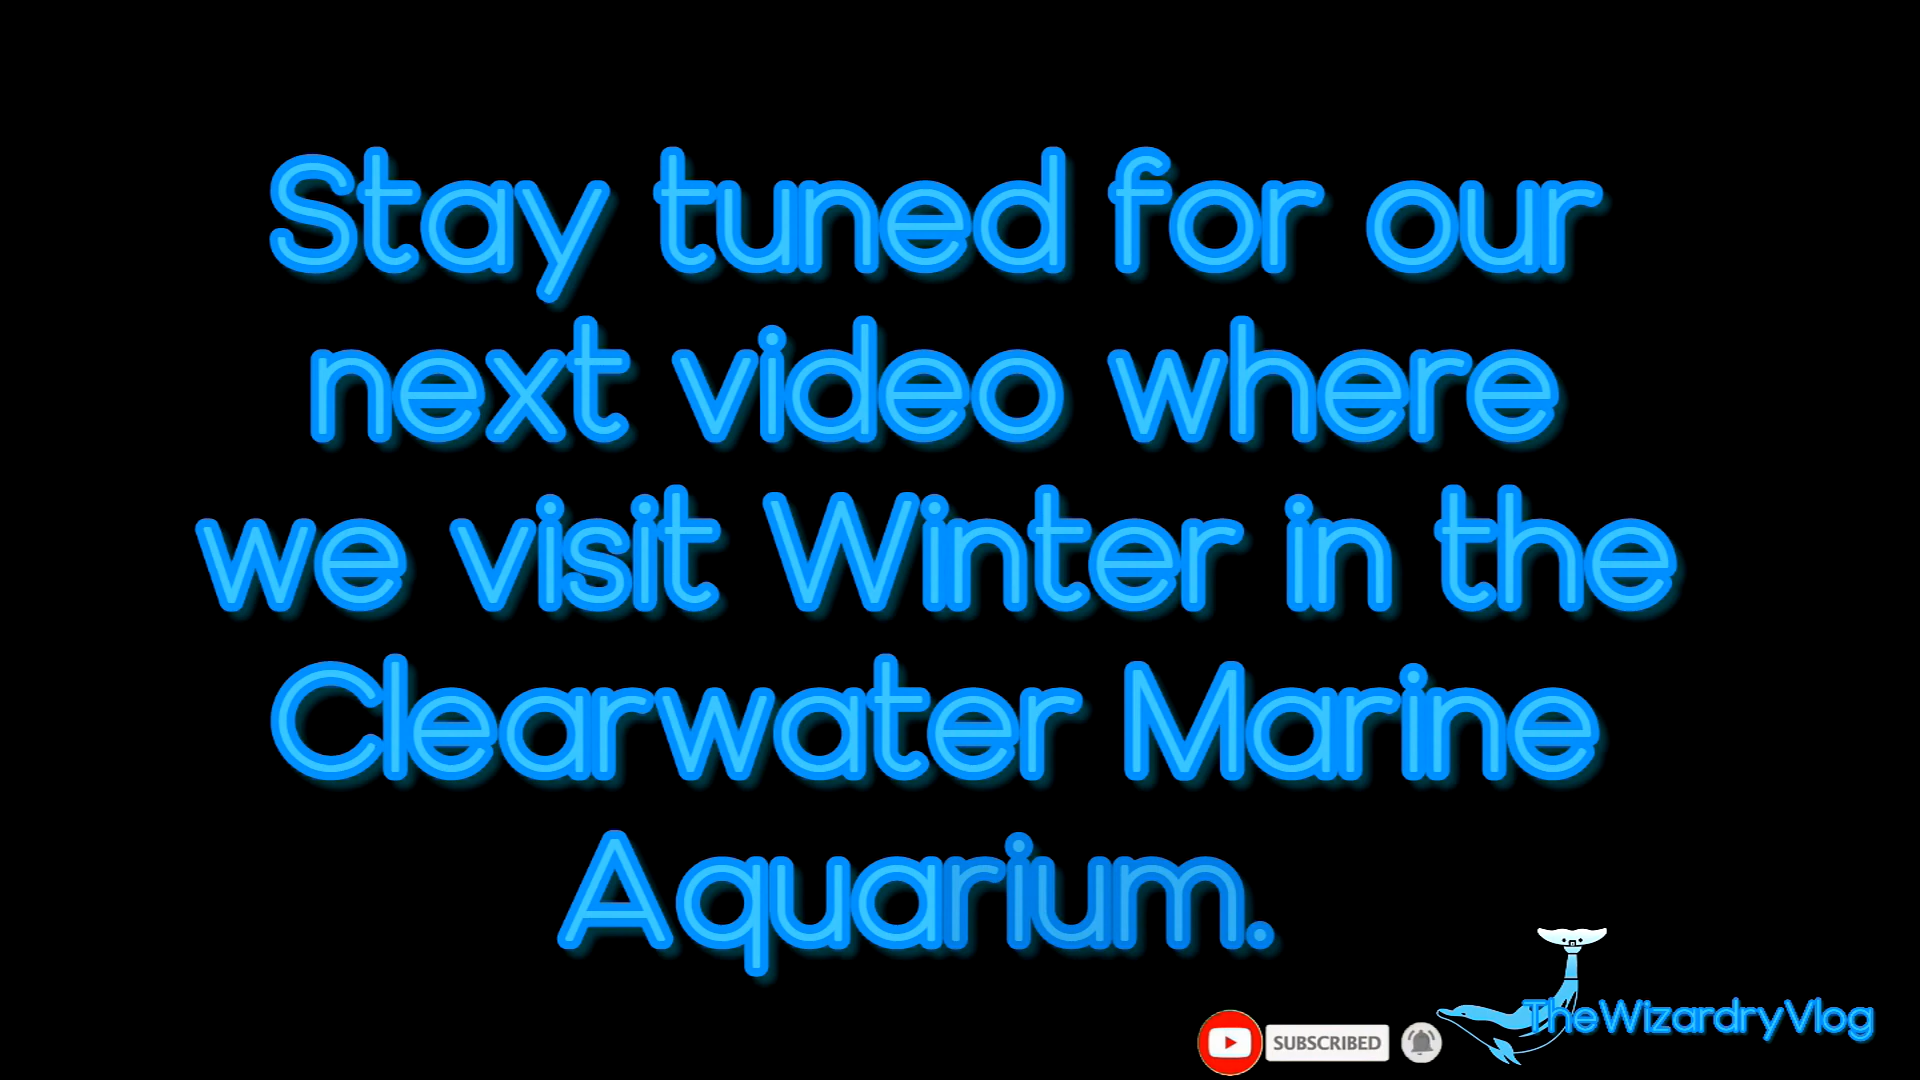 Stay tuned for our
next video where
we visit Winter in the
Clearwater Marine
Aquarium.
SUBSCRIBED
TheWizardryVlog